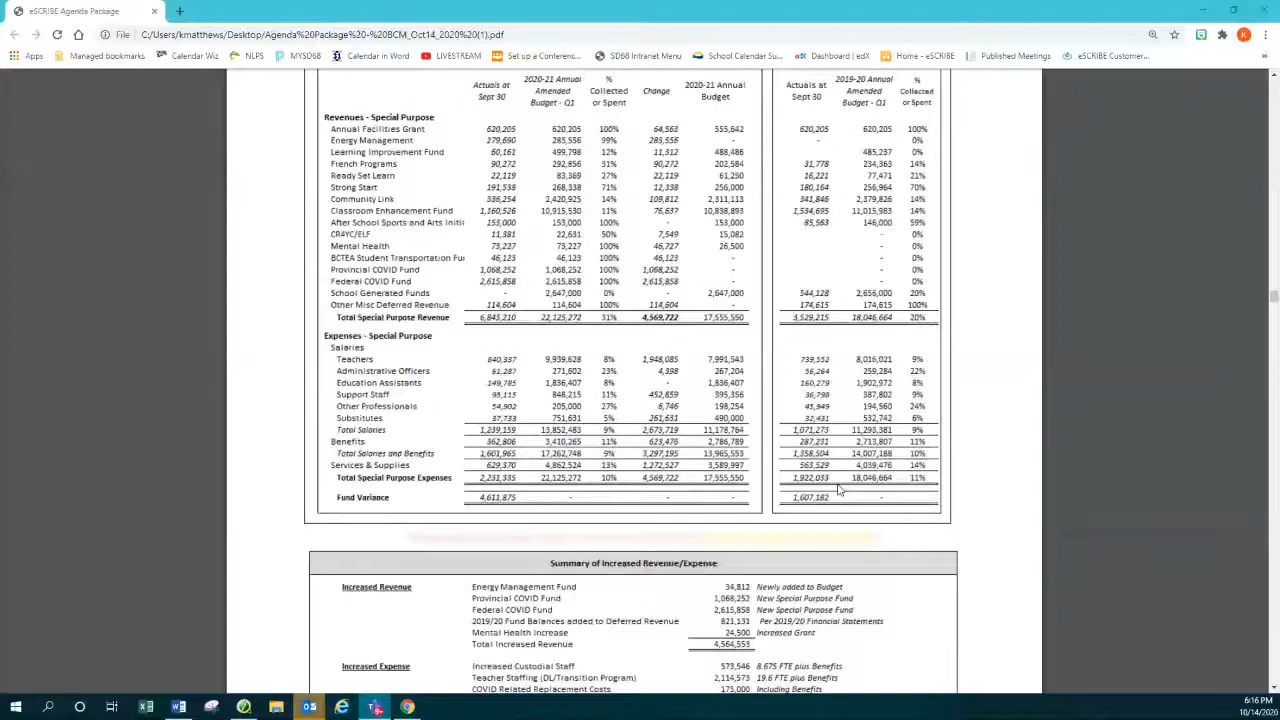 eSCRIBE Agenda Package
File C:/Users/kmatthews/Desktop/Agenda%20Package%20-%20BCM_Oct14_2020%20(1).pdf
Apps Managed bookmarks Calendar Wiz NLPS MYSD68 Calendar in Word LIVESTREAM Set up a Conferenc... SD68 Intranet Menu School Calendar Su... Dashboard | edX Home - eSCRIBE Published Meetings eSCRIBE Customer...
2020-21 Annual % 2019-20 Annual %
Actuals at Amended Collected Change 2020-21 Annual Actuals at Amended Collected
Sept 30 Budget - Q1 or Spent Budget Sept 30 Budget - Q1 or Spent
Revenues - Special Purpose
Annual Facilities Grant 620,205 620,205 100% 64,563 555,642 620,205 620,205 100%
Energy Management 279,690 283,556 99% 283,556 - - 0%
Learning Improvement Fund 60,161 499,798 12% 11,312 488,486 485,237 0%
French Programs 90,272 292,856 31% 90,272 202,584 31,778 234,363 14%
Ready Set Learn 22,119 83,369 27% 22,119 61,250 16,221 77,471 21%
Strong Start 191,538 268,338 71% 12,338 256,000 180,164 256,964 70%
Community Link 336,254 2,420,925 14% 109,812 2,311,113 341,846 2,379,826 14%
Classroom Enhancement Fund 1,160,526 10,915,530 11% 76,637 10,838,893 1,534,695 11,015,983 14%
After School Sports and Arts Initi 153,000 153,000 100% - 153,000 85,563 146,000 59%
CR4YC/ELF 11,381 22,631 50% 7,549 15,082 - 0%
Mental Health 73,227 73,227 100% 46,727 26,500 - 0%
BCTEA Student Transportation Fu 46,123 46,123 100% 46,123 - - 0%
Provincial COVID Fund 1,068,252 1,068,252 100% 1,068,252 - - 0%
Federal COVID Fund 2,615,858 2,615,858 100% 2,615,858 - - 0%
School Generated Funds - 2,647,000 0% 2,647,000 544,128 2,656,000 20%
Other Misc Deferred Revenue 114,604 114,604 100% 114,604 - 174,615 174,615 100%
Total Special Purpose Revenue 6,843,210 22,125,272 31% 4,569,722 17,555,550 3,529,215 18,046,664 20%
Expenses - Special Purpose
Salaries
Teachers 840,337 9,939,628 8% 1,948,085 7,991,543 739,552 8,016,021 9%
Administrative Officers 61,287 271,602 23% 4,398 267,204 56,264 259,284 22%
Education Assistants 149,785 1,836,407 8% - 1,836,407 160,279 1,902,972 8%
Support Staff 95,115 848,215 11% 452,859 395,356 36,798 387,802 9%
Other Professionals 54,902 205,000 27% 6,746 198,254 45,949 194,560 24%
Substitutes 37,733 751,631 5% 261,631 490,000 32,431 532,742 6%
Total Salaries 1,239,159 13,852,483 9% 2,673,719 11,178,764 1,071,273 11,293,381 9%
Benefits 362,806 3,410,265 11% 623,476 2,786,789 287,231 2,713,807 11%
Total Salaries and Benefits 1,601,965 17,262,748 9% 3,297,195 13,965,553 1,358,504 14,007,188 10%
Services & Supplies 629,370 4,862,524 13% 1,272,527 3,589,997 563,529 4,039,476 14%
Total Special Purpose Expenses 2,231,335 22,125,272 10% 4,569,722 17,555,550 1,922,033 18,046,664 11%
Fund Variance 4,611,875 - - - 1,607,182 -
Summary of Increased Revenue/Expense
Increased Revenue Energy Management Fund 34,812 Newly added to Budget
Provincial COVID Fund 1,068,252 New Special Purpose Fund
Federal COVID Fund 2,615,858 New Special Purpose Fund
2019/20 Fund Balances added to Deferred Revenue 821,131 Per 2019/20 Financial Statements
Mental Health Increase 24,500 Increased Grant
Total Increased Revenue 4,564,553
Increased Expense Increased Custodial Staff 573,546 8.675 FTE plus Benefits
Teacher Staffing (DL/Transition Program) 2,114,573 19.6 FTE plus Benefits
COVID Related Replacement Costs 175,000 Including Benefits
6:16 PM
10/14/2020